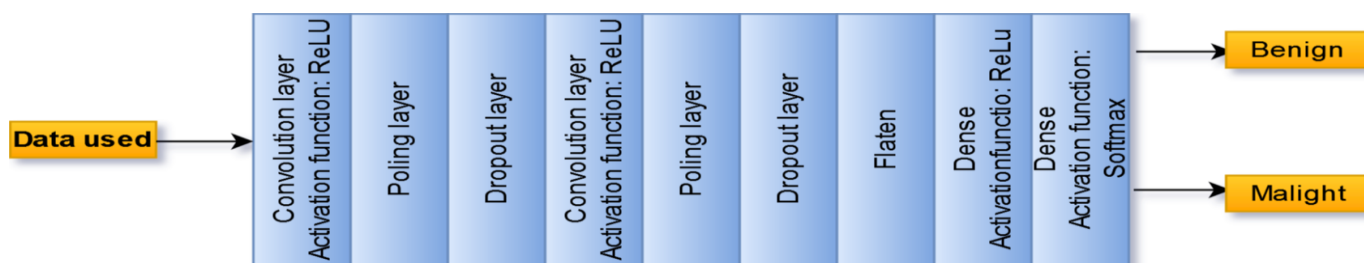 Data used
Convolution layer
Activation function: ReLU
Poling layer
Dropout layer
Convolution layer
Activation function: ReLU
Poling layer
Dropout layer
Flaten
Dense
Activationfunctio: ReLu
Dense
Activation function:
Softmax
Benign
Malight